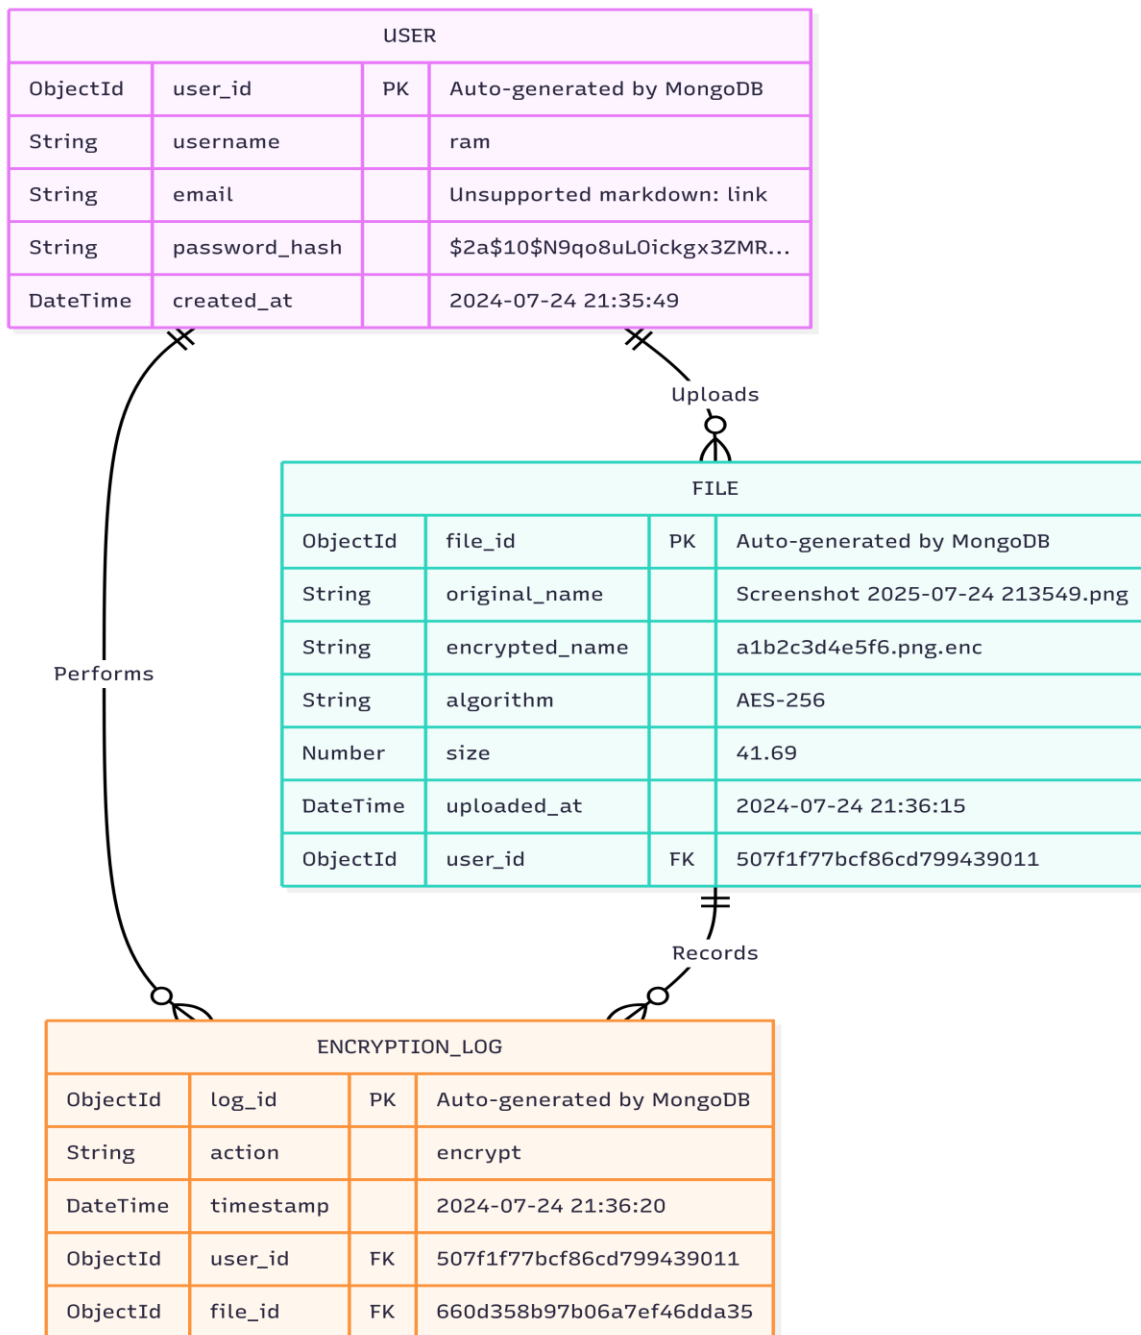 USER
ObjectId user_id PK Auto-generated by MongoDB
String username ram
String email Unsupported markdown: link
String password_hash $2a$10$N9qo8uLOickgx3ZMR...
DateTime created_at 2024-07-24 21:35:49
Uploads
FILE
ObjectId file_id PK Auto-generated by MongoDB
String original_name Screenshot 2025-07-24 213549.png
String encrypted_name a1b2c3d4e5f6.png.enc
Performs
String algorithm AES-256
Number size 41.69
DateTime uploaded_at 2024-07-24 21:36:15
ObjectId user_id FK 507f1f77bcf86cd799439011
Records
ENCRYPTION_LOG
ObjectId log_id PK Auto-generated by MongoDB
String action encrypt
DateTime timestamp 2024-07-24 21:36:20
ObjectId user_id FK 507f1f77bcf86cd799439011
ObjectId file_id FK 660d358b97b06a7ef46dda35